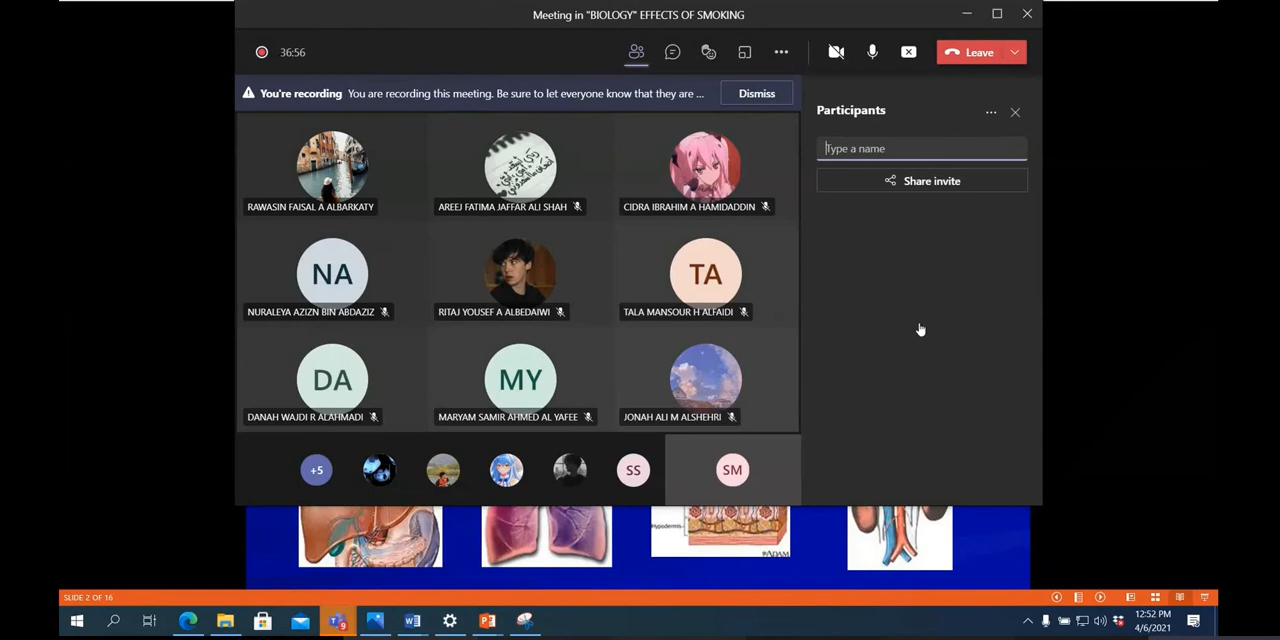 Meeting in "BIOLOGY" EFFECTS OF SMOKING
36:56
Leave
You're recording You are recording this meeting. Be sure to let everyone know that they are ...
Dismiss
Participants
Type a name
Share invite
RAWASIN FAISAL A ALBARKATY
AREEJ FATIMA JAFFAR ALI SHAH
CIDRA IBRAHIM A HAMIDADDIN
NA
TA
NURALEYA AZIZN BIN ABDAZIZ
RITAJ YOUSEF A ALBEDAIWI
TALA MANSOUR H ALFAIDI
DA
MY
DANAH WAJDI R ALAHMADI
MARYAM SAMIR AHMED AL YAFEE
JONAH ALI M ALSHEHRI
+5
SS
SM
Hypodermis
©ADAM
SLIDE 2 OF 16
12:52 PM
4/6/2021